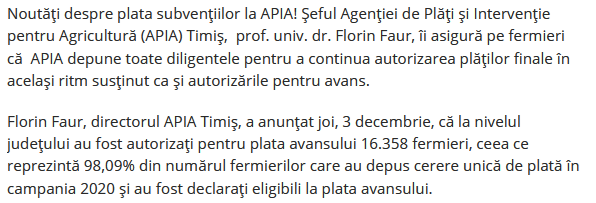 Noutăți despre plata subvențiilor la APIA! Șeful Agenției de Plăți și Intervenție
pentru Agricultură (APIA) Timiș,  prof. univ. dr. Florin Faur, îi asigură pe fermieri
că  APIA depune toate diligentele pentru a continua autorizarea plăților finale în
același ritm susținut ca și autorizările pentru avans.
Florin Faur, directorul APIA Timiș, a anunțat joi, 3 decembrie, că la nivelul
județului au fost autorizați pentru plata avansului 16.358 fermieri, ceea ce
reprezintă 98,09% din numărul fermierilor care au depus cerere unică de plată în
campania 2020 și au fost declarați eligibili la plata avansului.